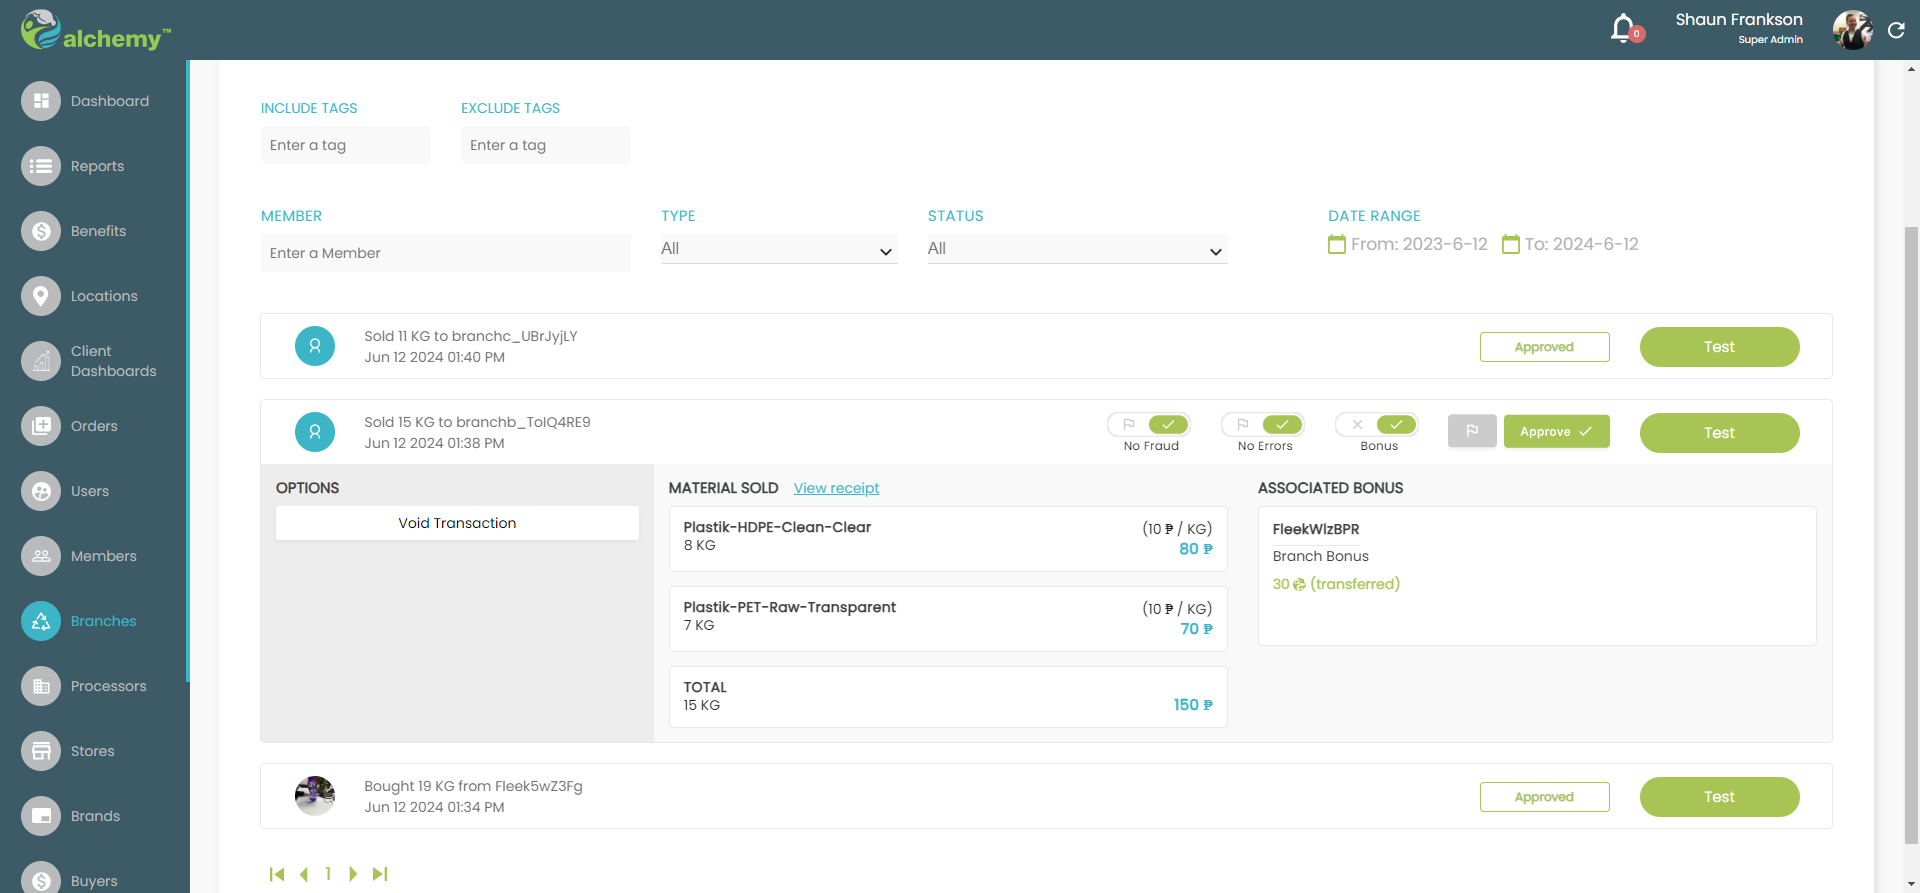 alchemy™
0
Shaun Frankson
Super Admin
Dashboard
Reports
Benefits
Locations
Client
Dashboards
Orders
Users
Members
Branches
Processors
Stores
Brands
Buyers
INCLUDE TAGS
EXCLUDE TAGS
Enter a tag
Enter a tag
MEMBER
TYPE
STATUS
DATE RANGE
Enter a Member
All
All
From: 2023-6-12
To: 2024-6-12
Sold 11 KG to branchc_UBrJyjLY
Jun 12 2024 01:40 PM
Approved
Test
Sold 15 KG to branchb_TolQ4RE9
Jun 12 2024 01:38 PM
No Fraud
No Errors
Bonus
Approve
Test
OPTIONS
Void Transaction
MATERIAL SOLD View receipt
Plastik-HDPE-Clean-Clear
(10 ₱ / KG)
8 KG
80 ₱
Plastik-PET-Raw-Transparent
(10 ₱ / KG)
7 KG
70 ₱
TOTAL
15 KG
150 ₱
ASSOCIATED BONUS
FleekWlzBPR
Branch Bonus
30 (transferred)
Bought 19 KG from Fleek5wZ3Fg
Jun 12 2024 01:34 PM
Approved
Test
1